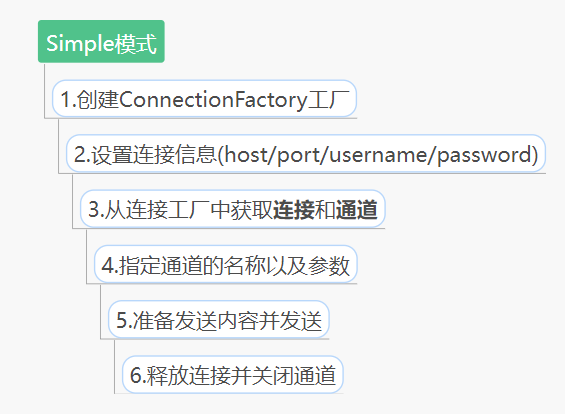 Simple模式
1.创建ConnectionFactory工厂
2.设置连接信息(host/port/username/password)
3.从连接工厂中获取连接和通道
4.指定通道的名称以及参数
5.准备发送内容并发送
6.释放连接并关闭通道